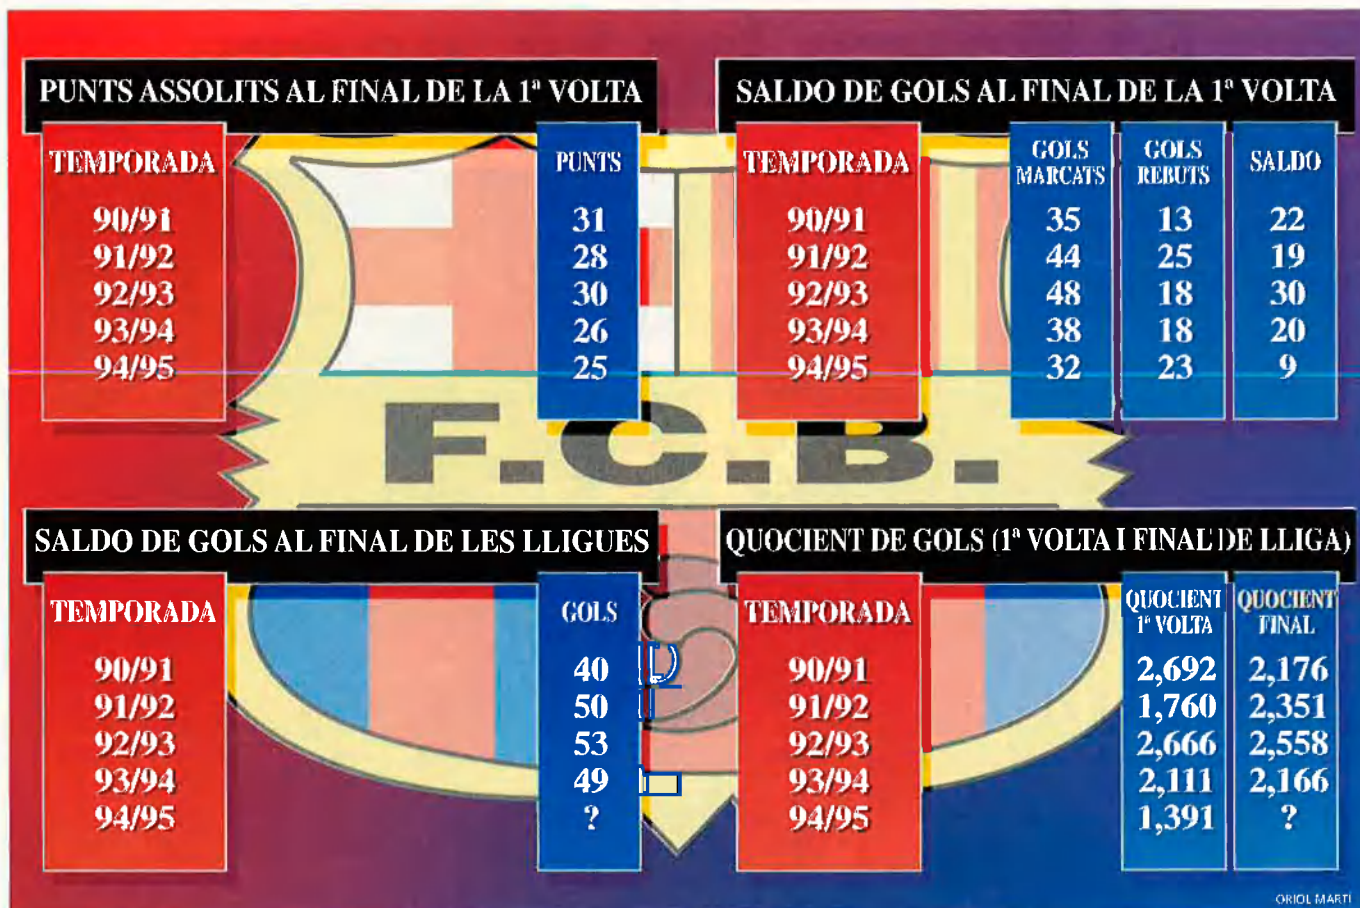 PUNTS ASSOLITS AL FINAL DE LA 1ª VOLTA
TEMPORADA PUNTS
90/91 31
91/92 28
92/93 30
93/94 26
94/95 25
SALDO DE GOLS AL FINAL DE LA 1ª VOLTA
TEMPORADA GOLS MARCATS GOLS REBUTS SALDO
90/91 35 13 22
91/92 44 25 19
92/93 48 18 30
93/94 38 18 20
94/95 32 23 9
F.C.B.
SALDO DE GOLS AL FINAL DE LES LLIGUES
TEMPORADA GOLS
90/91 40
91/92 50
92/93 53
93/94 49
94/95 ?
QUOCIENT DE GOLS (1ª VOLTA I FINAL DE LLIGA)
TEMPORADA QUOCIENT 1ª VOLTA QUOCIENT FINAL
90/91 2,692 2,176
91/92 1,760 2,351
92/93 2,666 2,558
93/94 2,111 2,166
94/95 1,391 ?
ORIOL MARTÍ